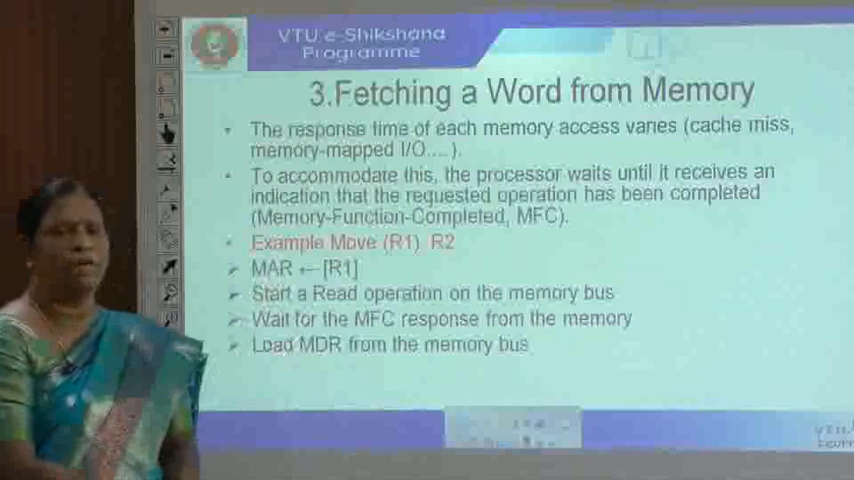 VTU e-Shikshana
Programme
3.Fetching a Word from Memory
• The response time of each memory access varies (cache miss,
memory-mapped I/O....).
• To accommodate this, the processor waits until it receives an
indication that the requested operation has been completed
(Memory-Function-Completed, MFC).
• Example Move (R1) R2
➢ MAR ← [R1]
➢ Start a Read operation on the memory bus
➢ Wait for the MFC response from the memory
➢ Load MDR from the memory bus